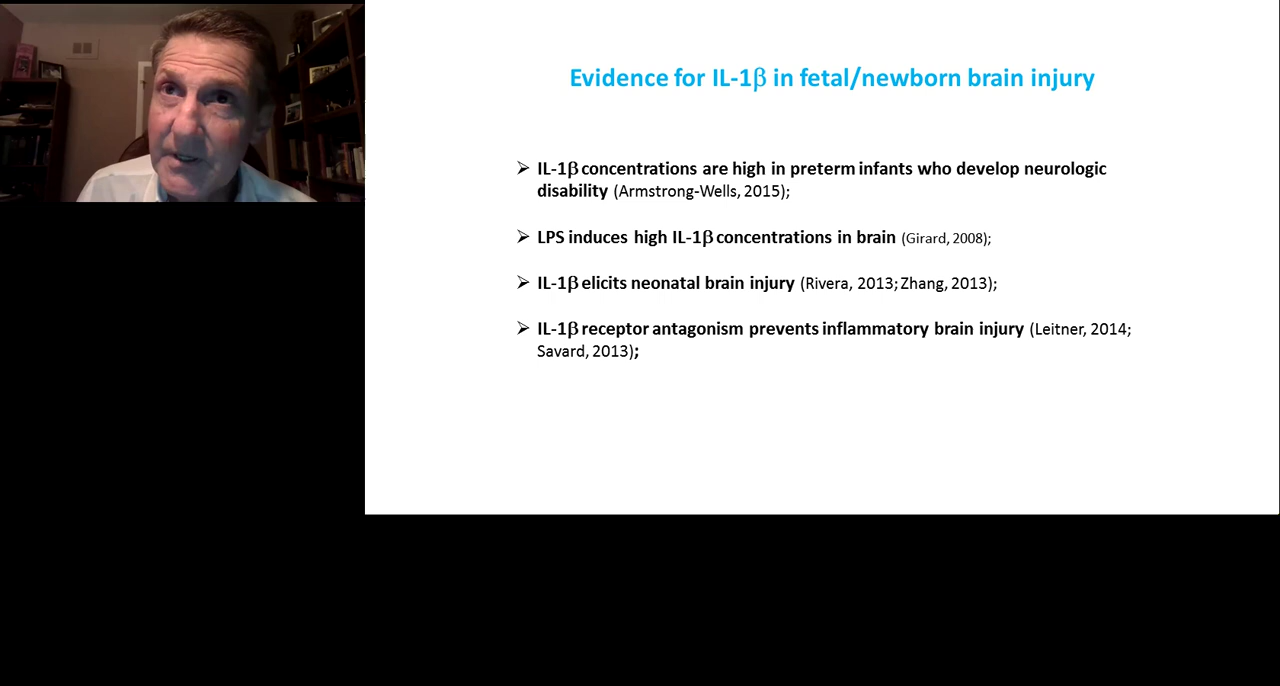 Evidence for IL-1β in fetal/newborn brain injury
➢ IL-1β concentrations are high in preterm infants who develop neurologic
disability (Armstrong-Wells, 2015);
➢ LPS induces high IL-1β concentrations in brain (Girard, 2008);
➢ IL-1β elicits neonatal brain injury (Rivera, 2013; Zhang, 2013);
➢ IL-1β receptor antagonism prevents inflammatory brain injury (Leitner, 2014;
Savard, 2013);